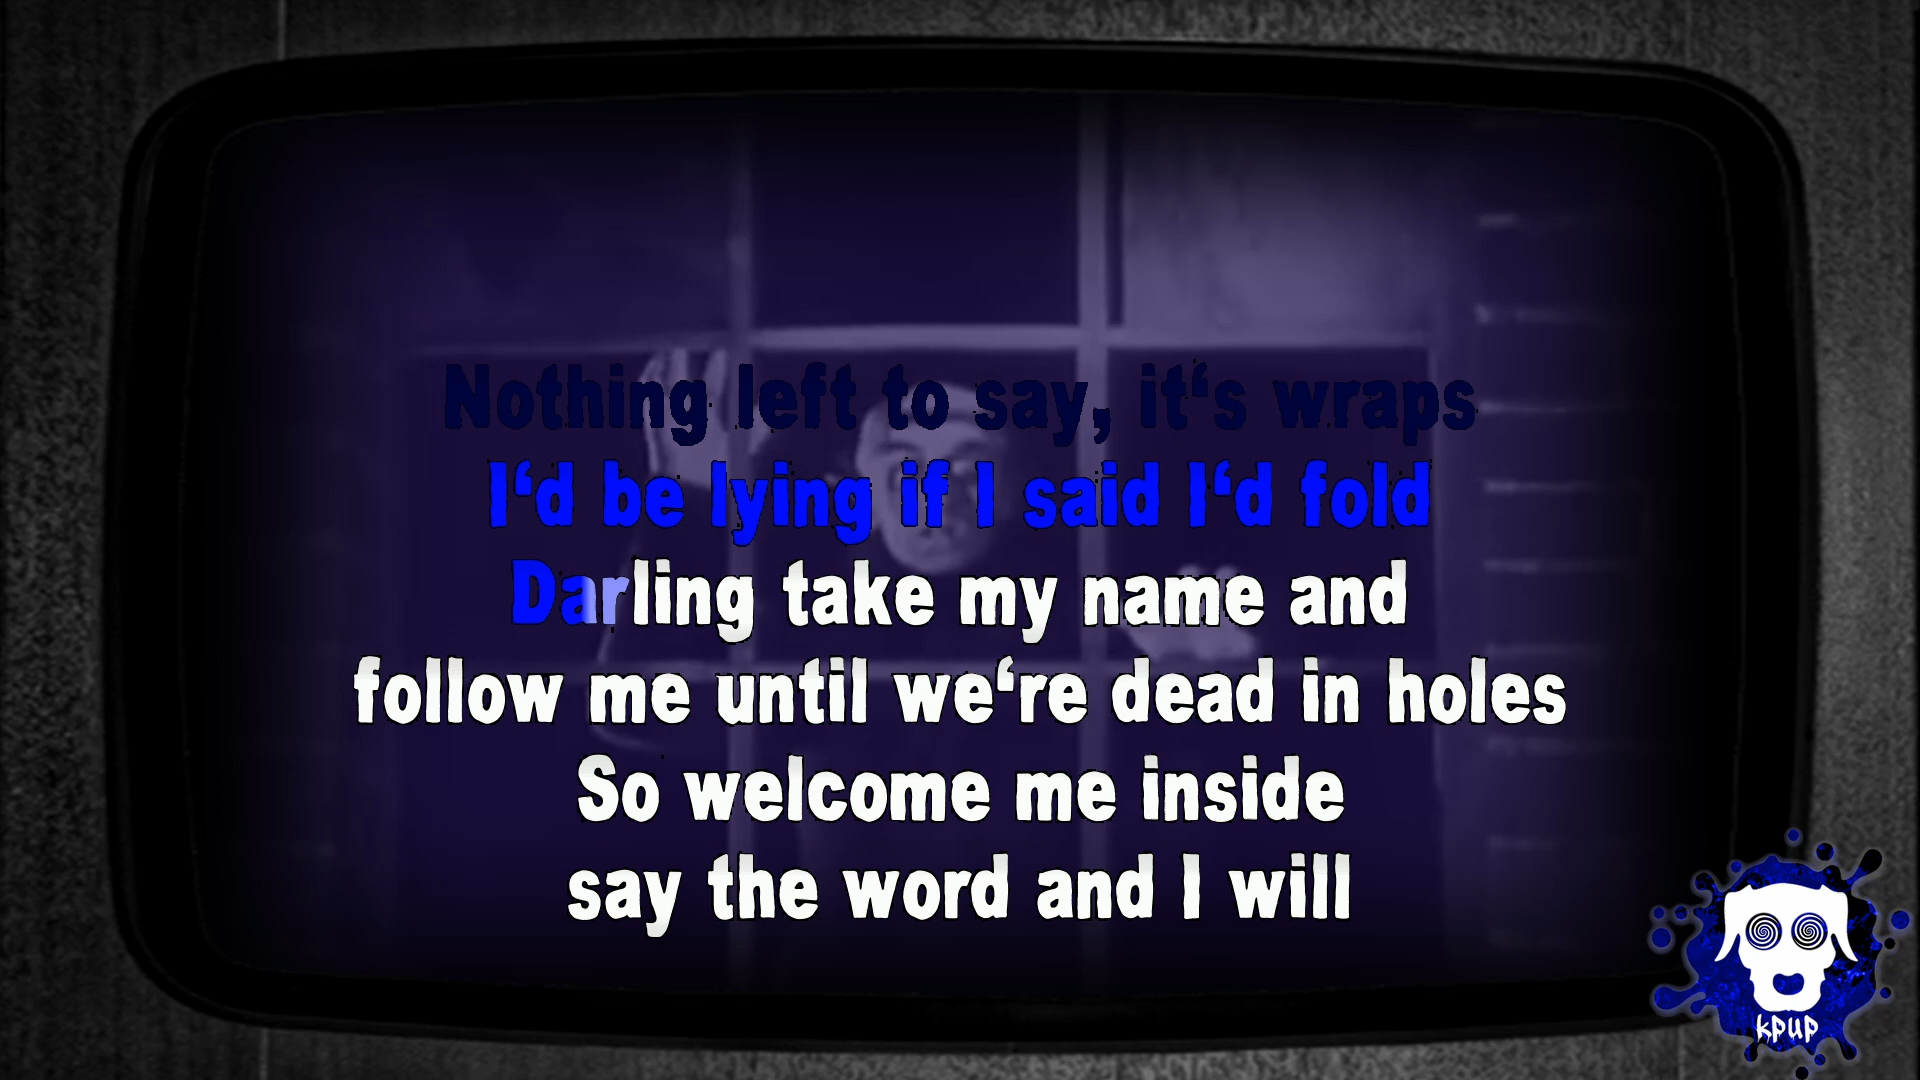 Nothing left to say, it‘s wraps
I‘d be lying if I said I‘d fold
Darling take my name and
follow me until we‘re dead in holes
So welcome me inside
say the word and I will
kpup